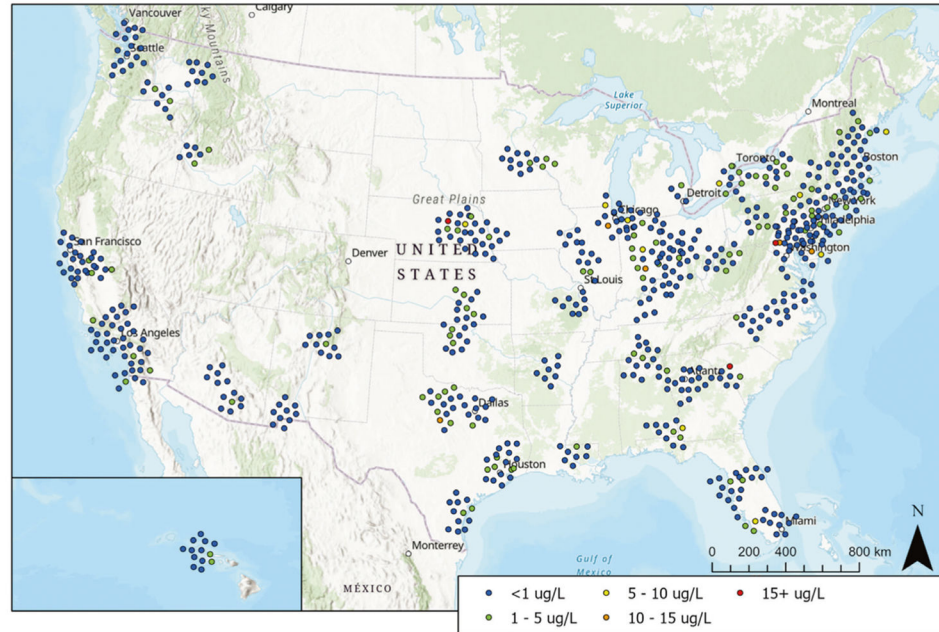 Vancouver
Calgary
Seattle
ky Mountains
Lake
Superior
Montreal
Toronto
Boston
Detroit
New York
Great Plains
Chicago
Philadelphia
San Francisco
Denver
UNITED
STATES
Washington
St Louis
Los Angeles
Atlanta
Dallas
Houston
Miami
N
Monterrey
0 200 400 800 km
Gulf of
Mexico
MÉXICO
<1 ug/L 5 - 10 ug/L 15+ ug/L
1 - 5 ug/L 10 - 15 ug/L